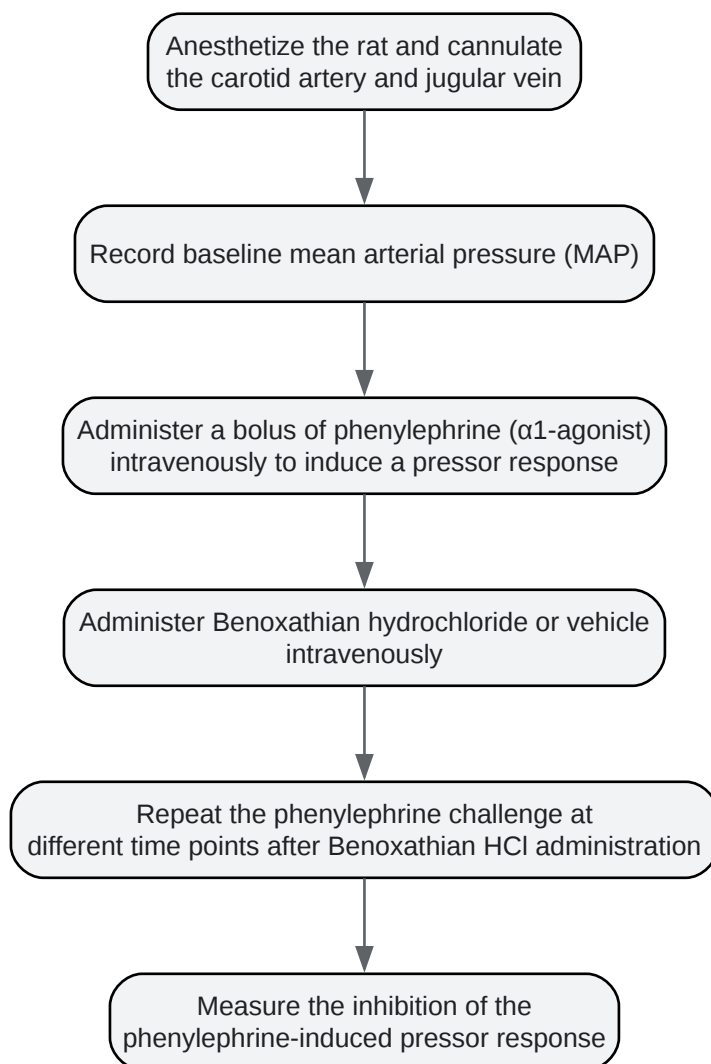 Anesthetize the rat and cannulate
the carotid artery and jugular vein
Record baseline mean arterial pressure (MAP)
Administer a bolus of phenylephrine (α1-agonist)
intravenously to induce a pressor response
Administer Benoxathian hydrochloride or vehicle
intravenously
Repeat the phenylephrine challenge at
different time points after Benoxathian HCl administration
Measure the inhibition of the
phenylephrine-induced pressor response